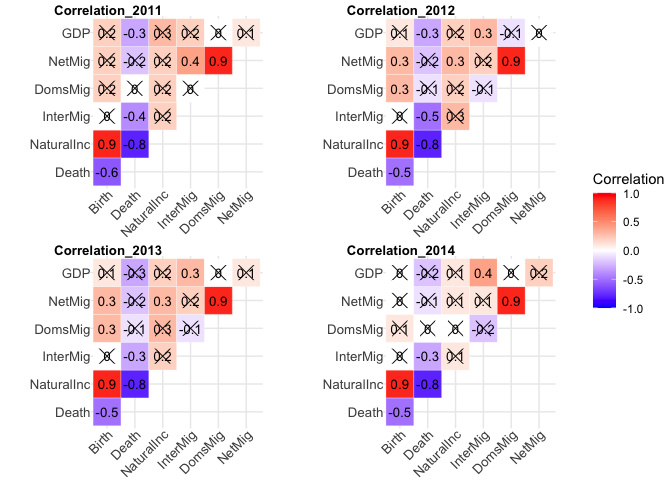 Correlation_2011
GDP 0.2 -0.3 0.3 0.2 0 0.1
NetMig 0.2 -0.2 0.2 0.4 0.9
DomsMig 0.2 0 0.2 0
InterMig 0 -0.4 0.2
NaturalInc 0.9 -0.8
Death -0.6
Birth Death NaturalInc InterMig DomsMig NetMig
Correlation_2012
GDP 0.1 -0.3 0.2 0.3 -0.1 0
NetMig 0.3 -0.2 0.3 0.2 0.9
DomsMig 0.3 -0.1 0.2 -0.1
InterMig 0 -0.5 0.3
NaturalInc 0.9 -0.8
Death -0.5
Birth Death NaturalInc InterMig DomsMig NetMig
Correlation_2013
GDP 0.1 -0.3 0.2 0.3 0 0.1
NetMig 0.3 -0.2 0.3 0.2 0.9
DomsMig 0.3 -0.1 0.3 -0.1
InterMig 0 -0.3 0.2
NaturalInc 0.9 -0.8
Death -0.5
Birth Death NaturalInc InterMig DomsMig NetMig
Correlation_2014
GDP 0 -0.2 0.1 0.4 0 0.2
NetMig 0 -0.1 0.1 0.1 0.9
DomsMig 0.1 0 0 -0.2
InterMig 0 -0.3 0.1
NaturalInc 0.9 -0.8
Death -0.5
Birth Death NaturalInc InterMig DomsMig NetMig
Correlation
1.0
0.5
0.0
-0.5
-1.0